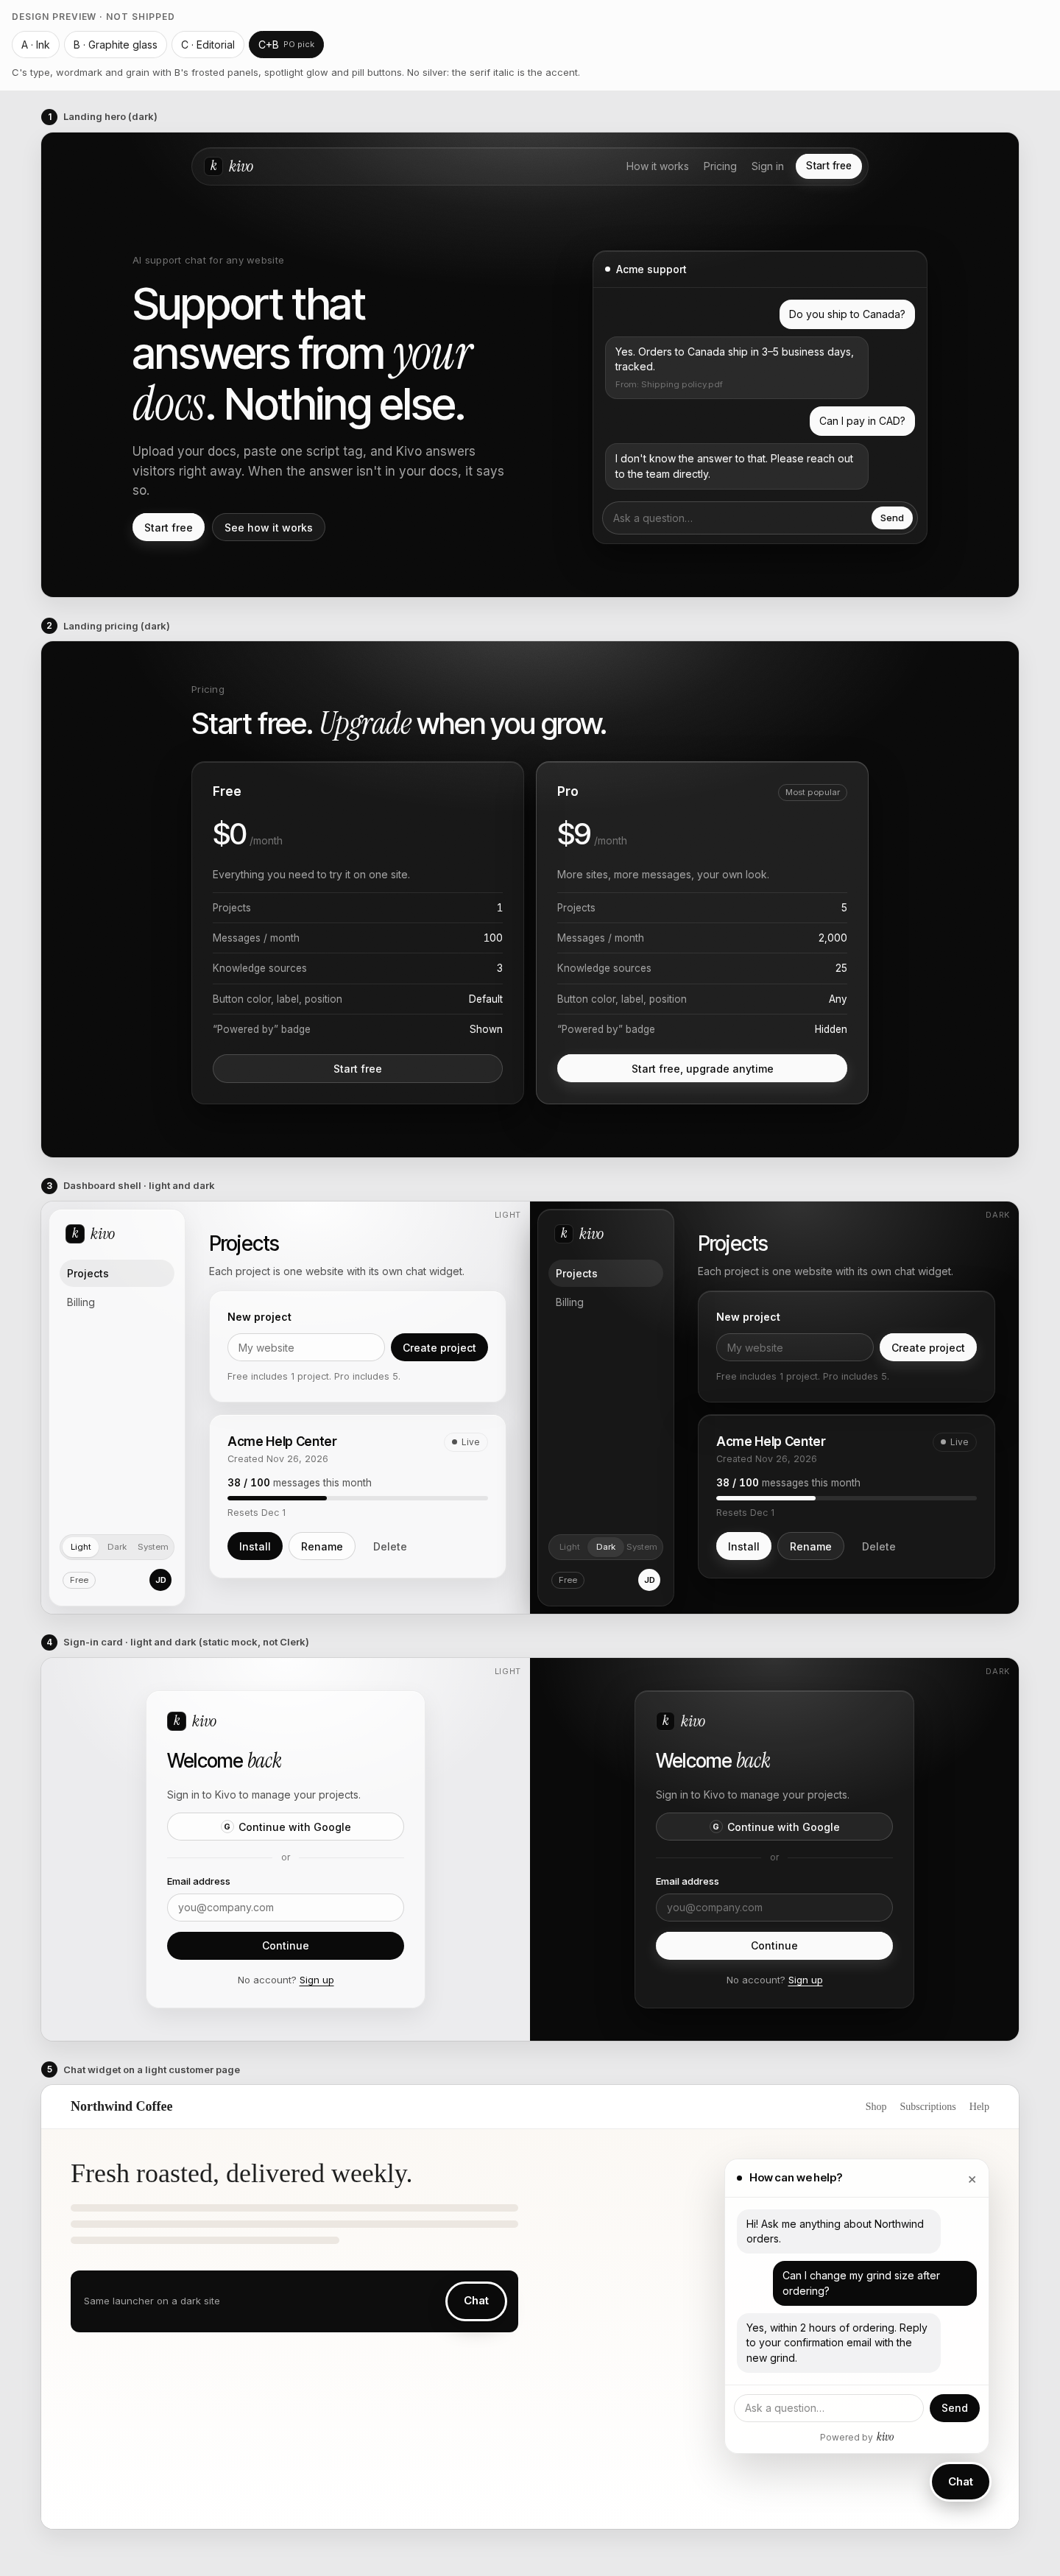 DESIGN PREVIEW · NOT SHIPPED
A · Ink
B · Graphite glass
C · Editorial
C+B PO pick
C's type, wordmark and grain with B's frosted panels, spotlight glow and pill buttons. No silver: the serif italic is the accent.
1 Landing hero (dark)
k kivo
How it works
Pricing
Sign in
Start free
AI support chat for any website
Support that
answers from your
docs. Nothing else.
Upload your docs, paste one script tag, and Kivo answers
visitors right away. When the answer isn't in your docs, it says
so.
Start free
See how it works
Acme support
Do you ship to Canada?
Yes. Orders to Canada ship in 3–5 business days,
tracked.
From: Shipping policy.pdf
Can I pay in CAD?
I don't know the answer to that. Please reach out
to the team directly.
Ask a question…
Send
2 Landing pricing (dark)
Pricing
Start free. Upgrade when you grow.
Free
$0 /month
Everything you need to try it on one site.
Projects 1
Messages / month 100
Knowledge sources 3
Button color, label, position Default
“Powered by” badge Shown
Start free
Pro
Most popular
$9 /month
More sites, more messages, your own look.
Projects 5
Messages / month 2,000
Knowledge sources 25
Button color, label, position Any
“Powered by” badge Hidden
Start free, upgrade anytime
3 Dashboard shell · light and dark
LIGHT
k kivo
Projects
Billing
Light
Dark
System
Free
JD
Projects
Each project is one website with its own chat widget.
New project
My website
Create project
Free includes 1 project. Pro includes 5.
Acme Help Center
Live
Created Nov 26, 2026
38 / 100 messages this month
Resets Dec 1
Install
Rename
Delete
DARK
k kivo
Projects
Billing
Light
Dark
System
Free
JD
Projects
Each project is one website with its own chat widget.
New project
My website
Create project
Free includes 1 project. Pro includes 5.
Acme Help Center
Live
Created Nov 26, 2026
38 / 100 messages this month
Resets Dec 1
Install
Rename
Delete
4 Sign-in card · light and dark (static mock, not Clerk)
LIGHT
k kivo
Welcome back
Sign in to Kivo to manage your projects.
G Continue with Google
or
Email address
you@company.com
Continue
No account? Sign up
DARK
k kivo
Welcome back
Sign in to Kivo to manage your projects.
G Continue with Google
or
Email address
you@company.com
Continue
No account? Sign up
5 Chat widget on a light customer page
Northwind Coffee
Shop
Subscriptions
Help
Fresh roasted, delivered weekly.
Same launcher on a dark site
Chat
How can we help?
×
Hi! Ask me anything about Northwind
orders.
Can I change my grind size after
ordering?
Yes, within 2 hours of ordering. Reply
to your confirmation email with the
new grind.
Ask a question…
Send
Powered by kivo
Chat